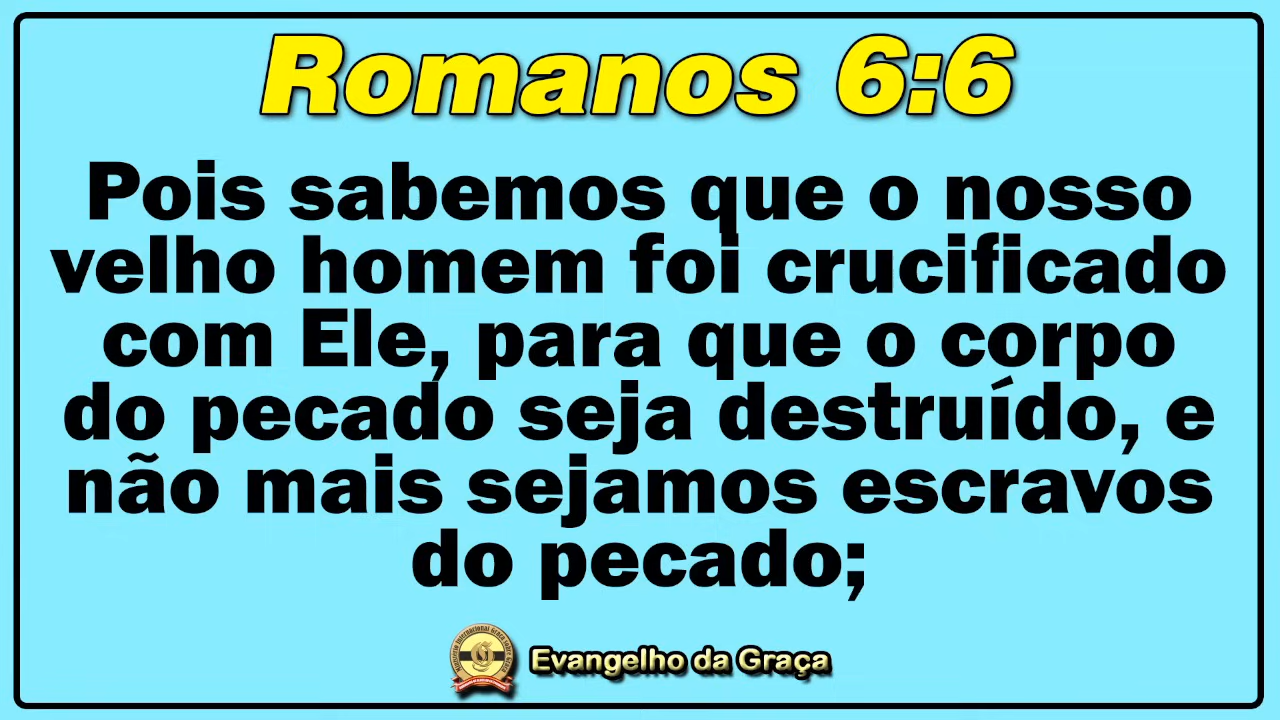 Romanos 6:6
Pois sabemos que o nosso
velho homem foi crucificado
com Ele, para que o corpo
do pecado seja destruído, e
não mais sejamos escravos
do pecado;
Evangelho da Graça